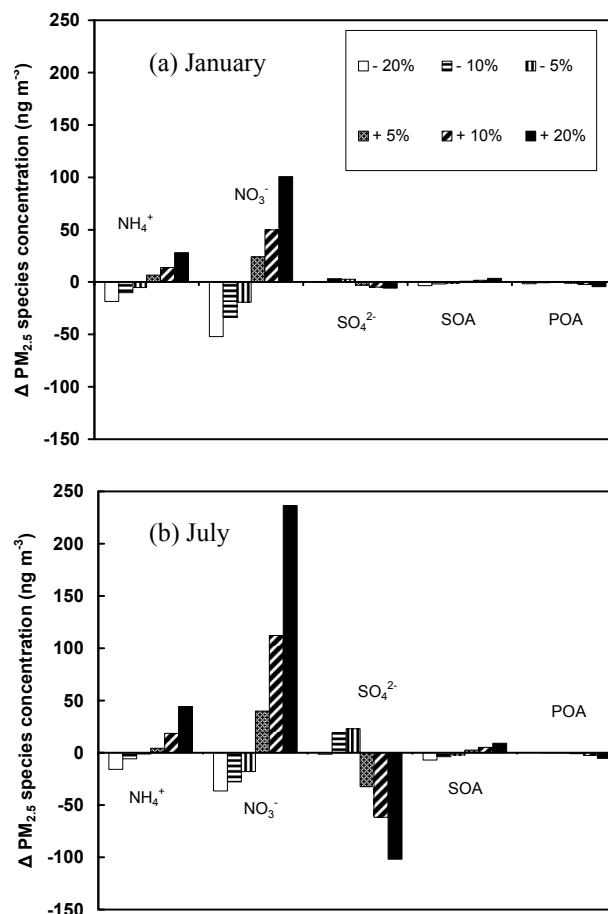 (a) January
- 20% - 10% - 5%
+ 5% + 10% + 20%
Δ PM2.5 species concentration (ng m⁻³)
250
200
150
100
50
0
-50
-100
-150
NH₄⁺
NO₃⁻
SO₄²⁻
SOA
POA
(b) July
Δ PM2.5 species concentration (ng m⁻³)
250
200
150
100
50
0
-50
-100
-150
NH₄⁺
NO₃⁻
SO₄²⁻
SOA
POA